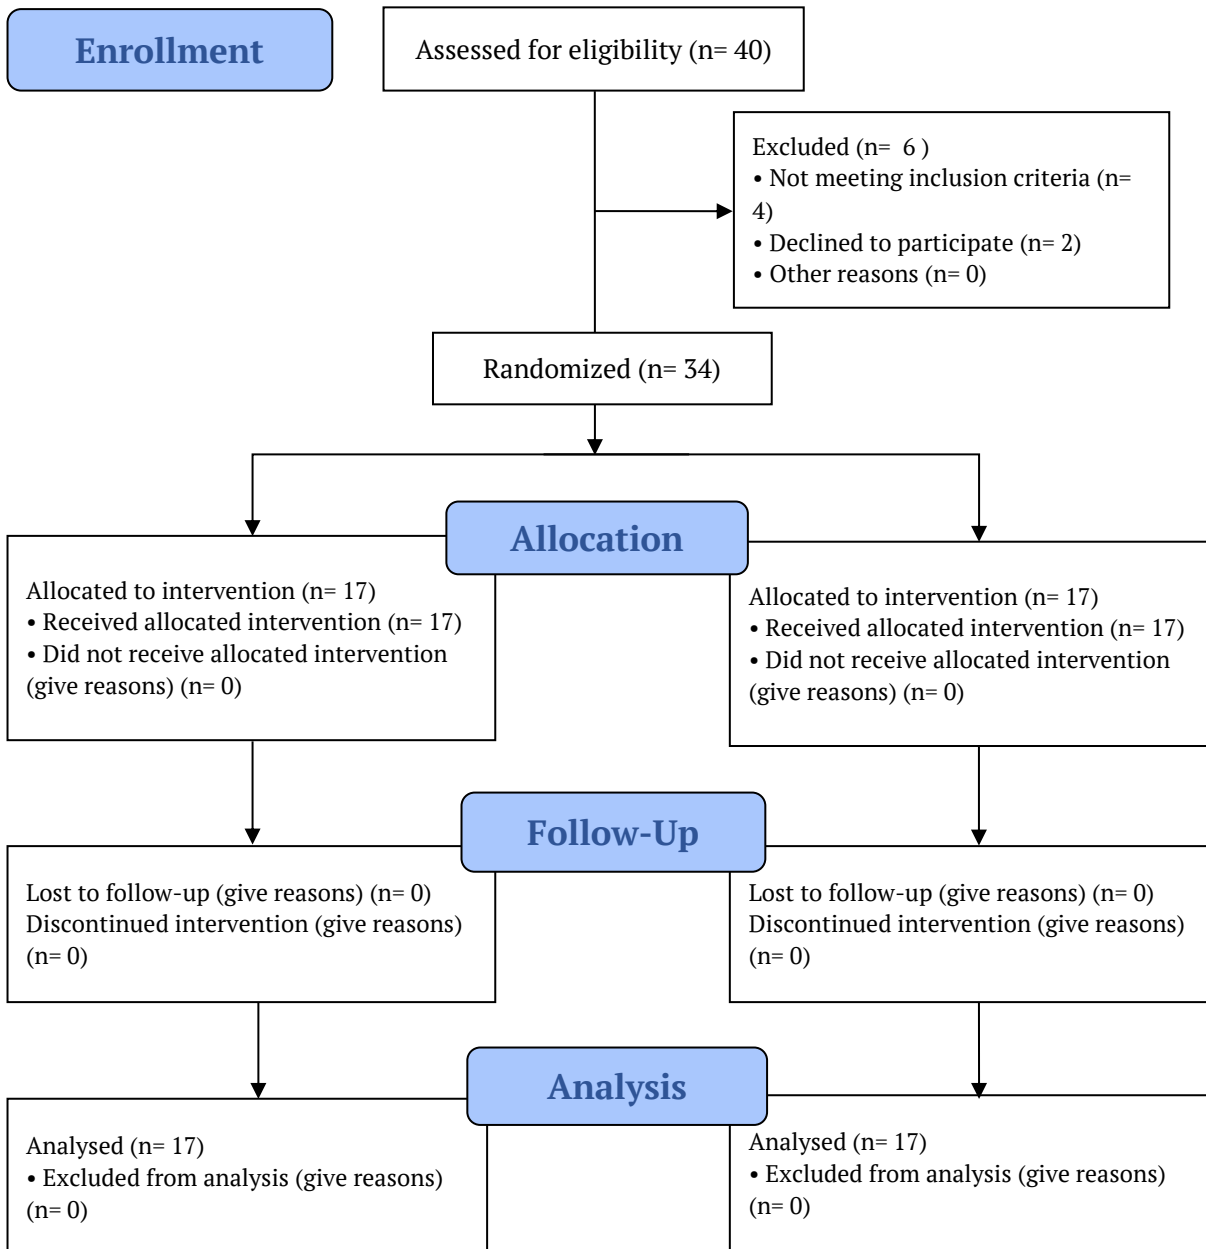 Enrollment
Assessed for eligibility (n= 40)
Excluded (n=  6 )
• Not meeting inclusion criteria (n=
4)
• Declined to participate (n= 2)
• Other reasons (n= 0)
Randomized (n= 34)
Allocation
Allocated to intervention (n= 17)
• Received allocated intervention (n= 17)
• Did not receive allocated intervention
(give reasons) (n= 0)
Allocated to intervention (n= 17)
• Received allocated intervention (n= 17)
• Did not receive allocated intervention
(give reasons) (n= 0)
Follow-Up
Lost to follow-up (give reasons) (n= 0)
Discontinued intervention (give reasons)
(n= 0)
Lost to follow-up (give reasons) (n= 0)
Discontinued intervention (give reasons)
(n= 0)
Analysis
Analysed (n= 17)
• Excluded from analysis (give reasons)
(n= 0)
Analysed (n= 17)
• Excluded from analysis (give reasons)
(n= 0)